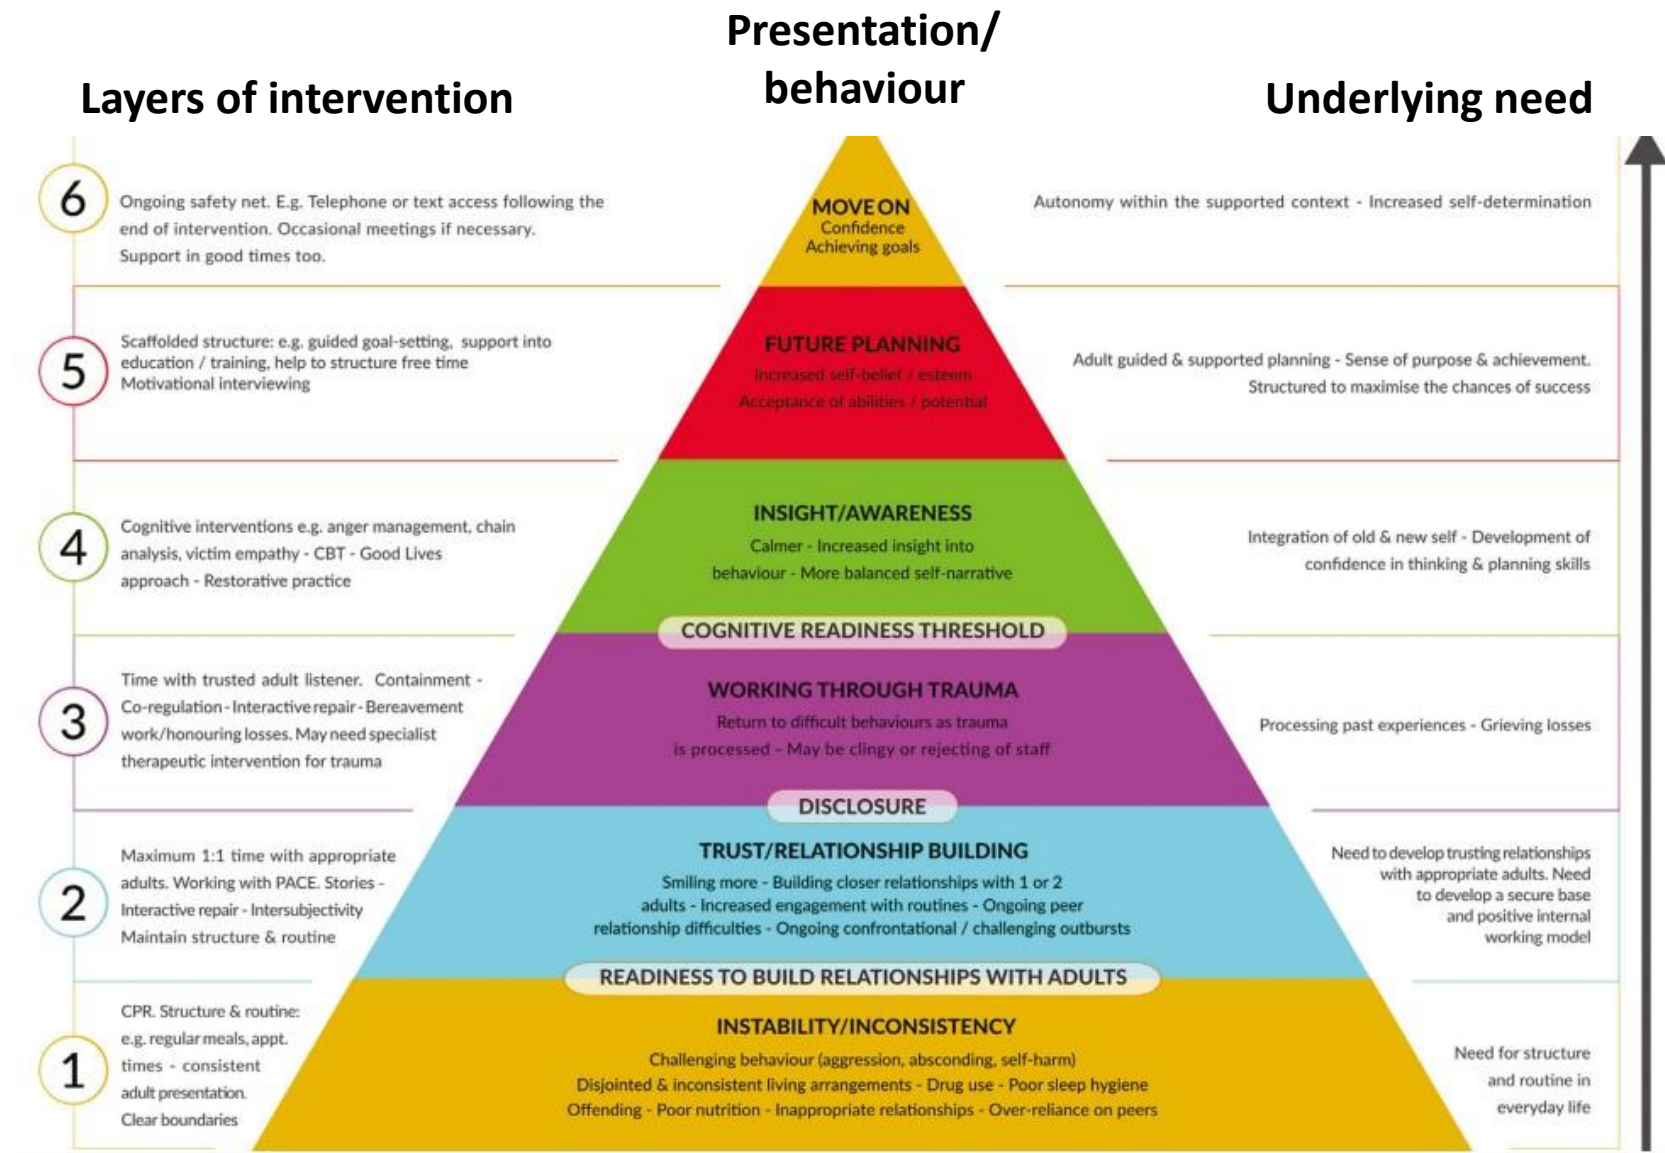 Presentation/
behaviour
Layers of intervention
Underlying need
6
Ongoing safety net. E.g. Telephone or text access following the
end of intervention. Occasional meetings if necessary.
Support in good times too.
MOVE ON
Confidence
Achieving goals
Autonomy within the supported context - Increased self-determination
5
Scaffolded structure: e.g. guided goal-setting, support into
education / training, help to structure free time
Motivational interviewing
FUTURE PLANNING
Increased self-belief / esteem
Acceptance of abilities / potential
Adult guided & supported planning - Sense of purpose & achievement.
Structured to maximise the chances of success
4
Cognitive interventions e.g. anger management, chain
analysis, victim empathy - CBT - Good Lives
approach - Restorative practice
INSIGHT/AWARENESS
Calmer - Increased insight into
behaviour - More balanced self-narrative
Integration of old & new self - Development of
confidence in thinking & planning skills
COGNITIVE READINESS THRESHOLD
3
Time with trusted adult listener. Containment -
Co-regulation - Interactive repair - Bereavement
work/honouring losses. May need specialist
therapeutic intervention for trauma
WORKING THROUGH TRAUMA
Return to difficult behaviours as trauma
is processed - May be clingy or rejecting of staff
Processing past experiences - Grieving losses
DISCLOSURE
2
Maximum 1:1 time with appropriate
adults. Working with PACE. Stories -
Interactive repair - Intersubjectivity
Maintain structure & routine
TRUST/RELATIONSHIP BUILDING
Smiling more - Building closer relationships with 1 or 2
adults - Increased engagement with routines - Ongoing peer
relationship difficulties - Ongoing confrontational / challenging outbursts
Need to develop trusting relationships
with appropriate adults. Need
to develop a secure base
and positive internal
working model
READINESS TO BUILD RELATIONSHIPS WITH ADULTS
1
CPR. Structure & routine:
e.g. regular meals, appt.
times - consistent
adult presentation.
Clear boundaries
INSTABILITY/INCONSISTENCY
Challenging behaviour (aggression, absconding, self-harm)
Disjointed & inconsistent living arrangements - Drug use - Poor sleep hygiene
Offending - Poor nutrition - Inappropriate relationships - Over-reliance on peers
Need for structure
and routine in
everyday life